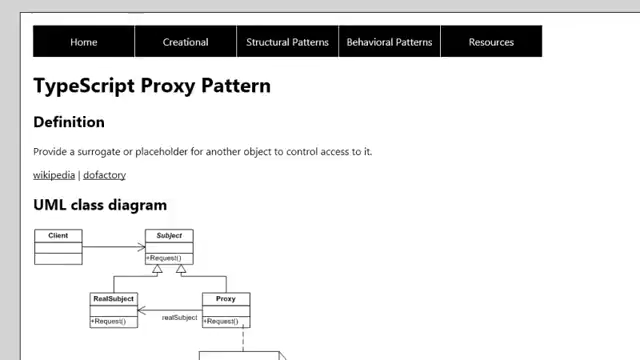 Home Creational Structural Patterns Behavioral Patterns Resources
TypeScript Proxy Pattern
Definition
Provide a surrogate or placeholder for another object to control access to it.
wikipedia | dofactory
UML class diagram
Client Subject
+Request()
RealSubject Proxy
realSubject
+Request() +Request()